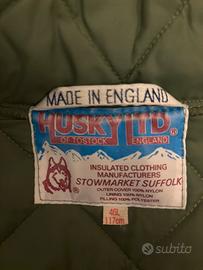 MADE IN ENGLAND
HUSKY LTD®
OF TOSTOCK ENGLAND
INSULATED CLOTHING
MANUFACTURERS
STOWMARKET SUFFOLK
OUTER COVER 100% NYLON
LINING 100% NYLON
FILLING 100% POLYESTER
46L
117cm
subito